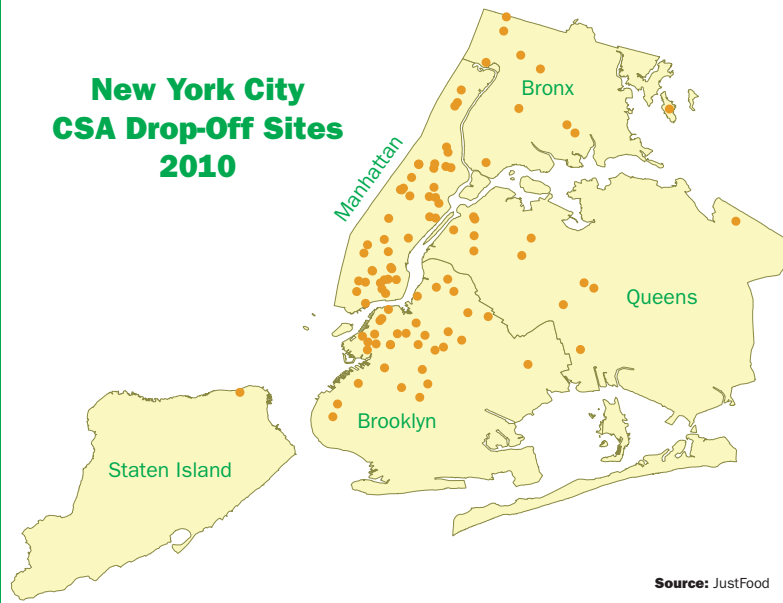 New York City
CSA Drop-Off Sites
2010
Bronx
Manhattan
Queens
Brooklyn
Staten Island
Source: JustFood